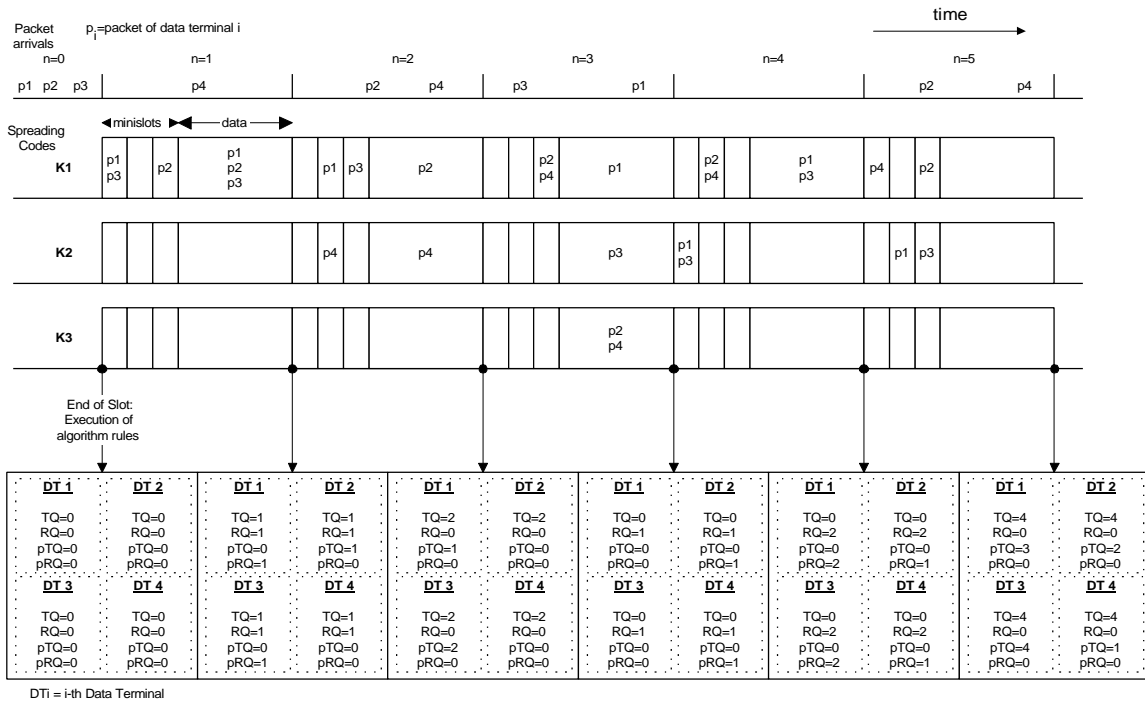 Packet
arrivals
pi=packet of data terminal i
time
n=0 n=1 n=2 n=3 n=4 n=5
p1 p2 p3 p4 p2 p4 p3 p1 p2 p4
Spreading
Codes
minislots data
K1
p1
p3
p2
p1
p2
p3
p1 p3 p2
p2
p4
p1
p2
p4
p1
p3
p4 p2
K2
p4 p4 p3
p1
p3
p1 p3
K3
p2
p4
End of Slot:
Execution of
algorithm rules
DT 1 DT 2 DT 1 DT 2 DT 1 DT 2 DT 1 DT 2 DT 1 DT 2 DT 1 DT 2
TQ=0 TQ=0 TQ=1 TQ=1 TQ=2 TQ=2 TQ=0 TQ=0 TQ=0 TQ=0 TQ=4 TQ=4
RQ=0 RQ=0 RQ=1 RQ=1 RQ=0 RQ=0 RQ=1 RQ=1 RQ=2 RQ=2 RQ=0 RQ=0
pTQ=0 pTQ=0 pTQ=0 pTQ=1 pTQ=1 pTQ=0 pTQ=0 pTQ=0 pTQ=0 pTQ=0 pTQ=3 pTQ=2
pRQ=0 pRQ=0 pRQ=1 pRQ=0 pRQ=0 pRQ=0 pRQ=0 pRQ=1 pRQ=2 pRQ=1 pRQ=0 pRQ=0
DT 3 DT 4 DT 3 DT 4 DT 3 DT 4 DT 3 DT 4 DT 3 DT 4 DT 3 DT 4
TQ=0 TQ=0 TQ=1 TQ=1 TQ=2 TQ=2 TQ=0 TQ=0 TQ=0 TQ=0 TQ=4 TQ=4
RQ=0 RQ=0 RQ=1 RQ=1 RQ=0 RQ=0 RQ=1 RQ=1 RQ=2 RQ=2 RQ=0 RQ=0
pTQ=0 pTQ=0 pTQ=0 pTQ=0 pTQ=2 pTQ=0 pTQ=0 pTQ=0 pTQ=0 pTQ=0 pTQ=4 pTQ=1
pRQ=0 pRQ=0 pRQ=1 pRQ=0 pRQ=0 pRQ=0 pRQ=0 pRQ=1 pRQ=2 pRQ=1 pRQ=0 pRQ=0
DTi = i-th Data Terminal